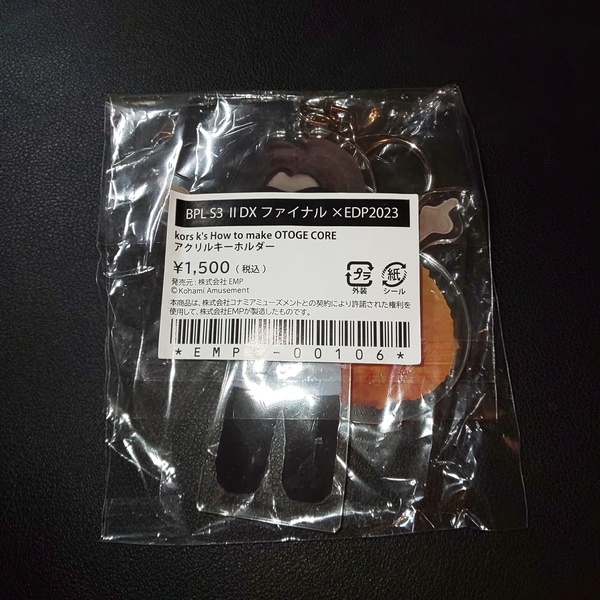 BPL S3 II DX ファイナル ×EDP2023
kors k's How to make OTOGE CORE
アクリルキーホルダー
¥1,500 (税込)
発売元：株式会社 EMP
©Kohami Amusement
プラ
外装
紙
シール
本商品は、株式会社コナミアミューズメントとの契約により許諾された権利を
使用して、株式会社EMPが製造したものです。